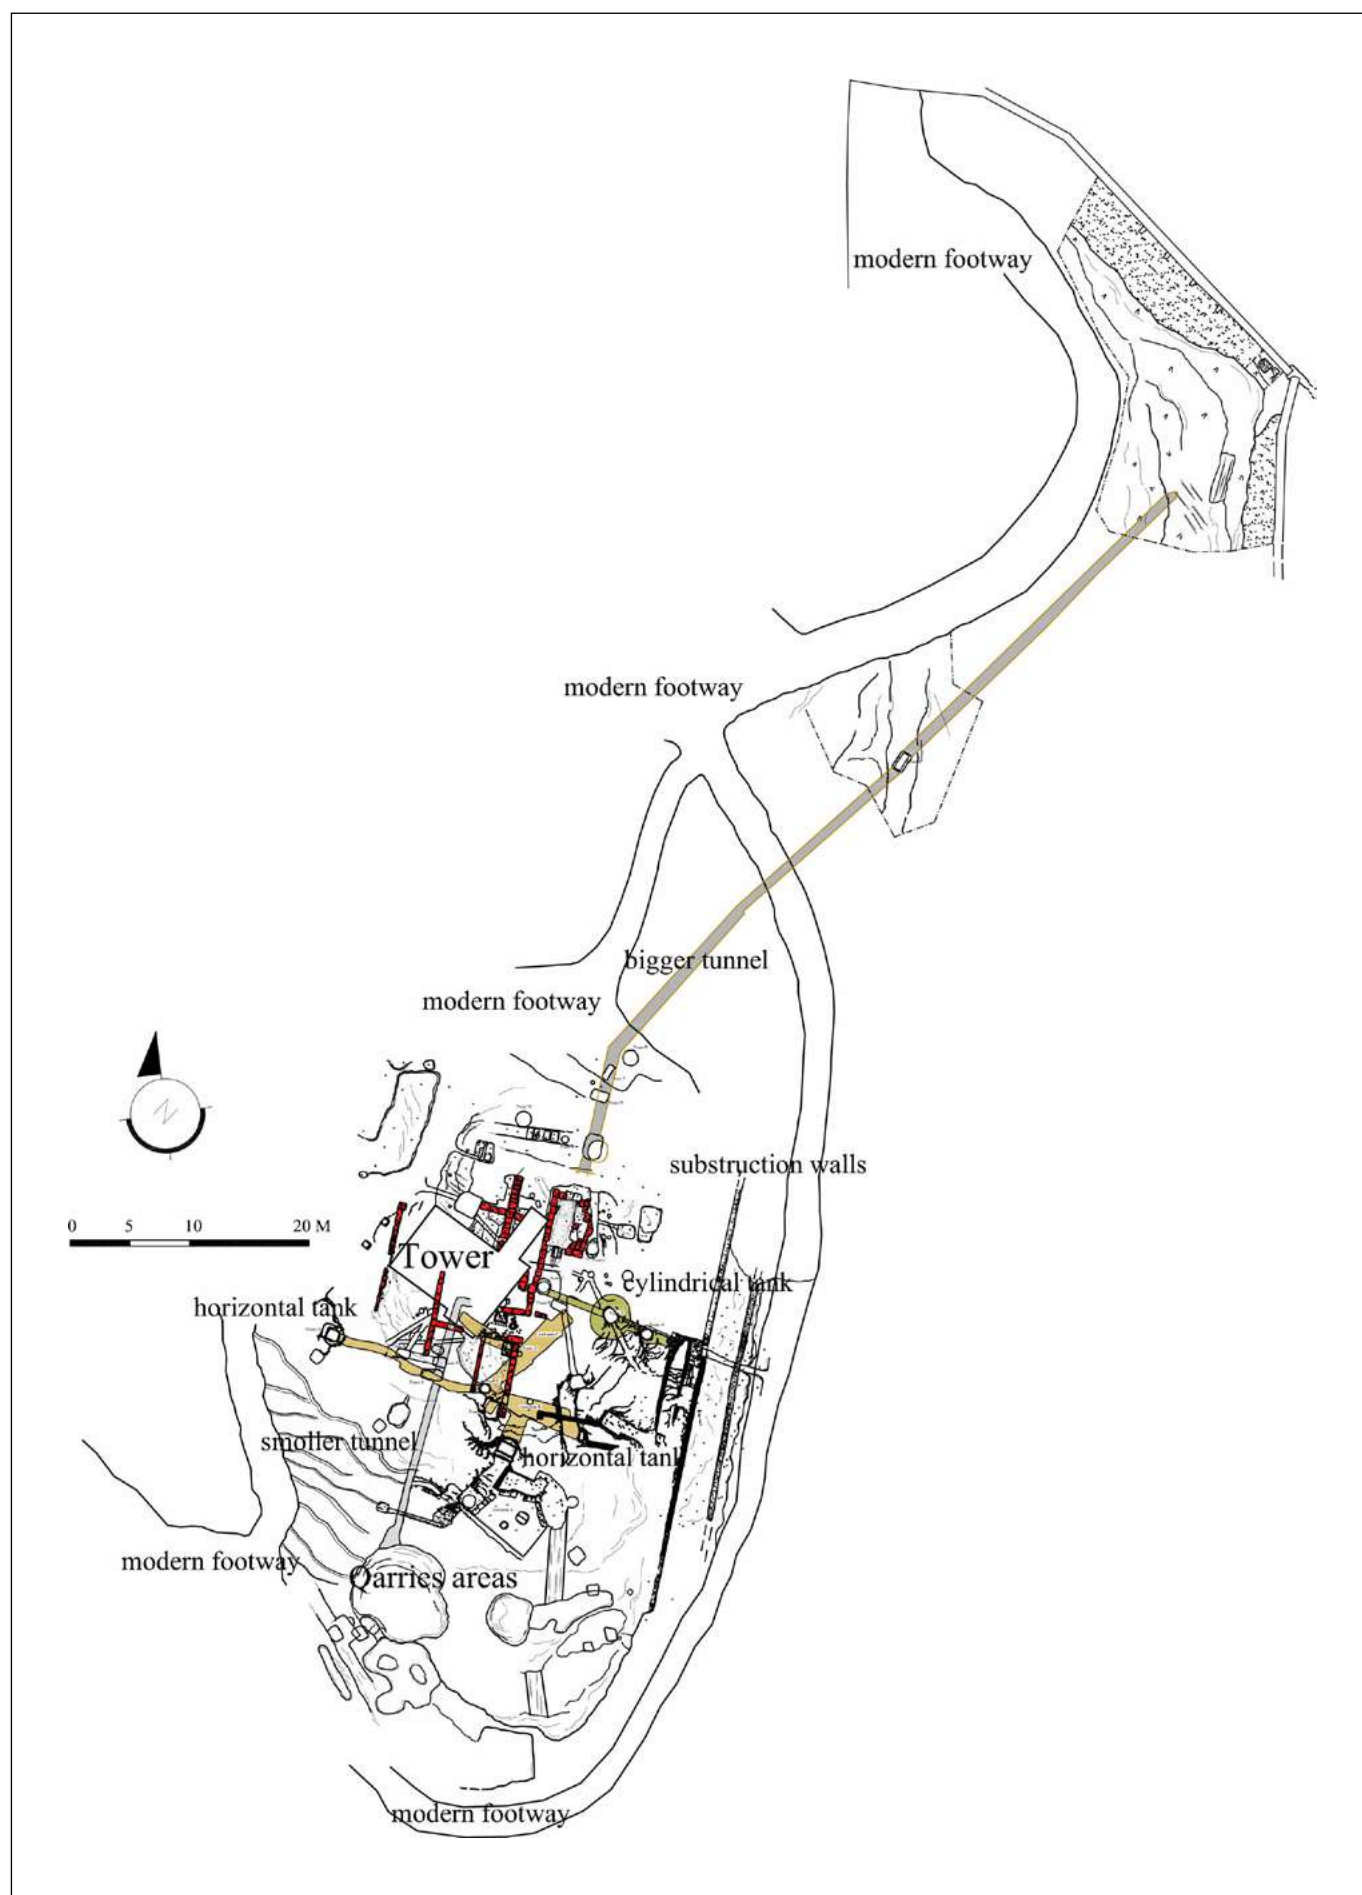 modern footway
modern footway
bigger tunnel
modern footway
N
substruction walls
0 5 10 20 M
Tower
cylindrical tank
horizontal tank
smoller tunnel
horizontal tank
modern footway
Qarries areas
modern footway